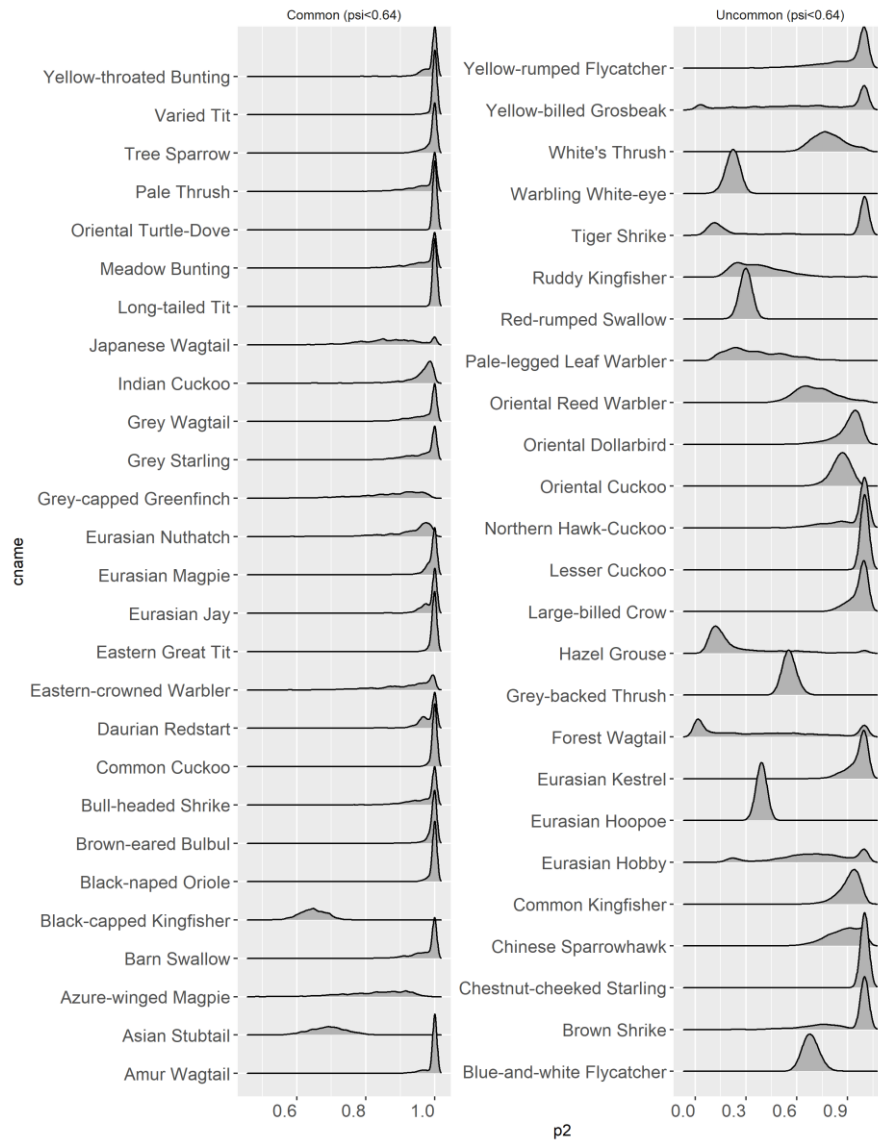 Common (psi<0.64)
Yellow-throated Bunting
Varied Tit
Tree Sparrow
Pale Thrush
Oriental Turtle-Dove
Meadow Bunting
Long-tailed Tit
Japanese Wagtail
Indian Cuckoo
Grey Wagtail
Grey Starling
Grey-capped Greenfinch
Eurasian Nuthatch
Eurasian Magpie
Eurasian Jay
Eastern Great Tit
Eastern-crowned Warbler
Daurian Redstart
Common Cuckoo
Bull-headed Shrike
Brown-eared Bulbul
Black-naped Oriole
Black-capped Kingfisher
Barn Swallow
Azure-winged Magpie
Asian Stubtail
Amur Wagtail
0.6 0.8 1.0
Uncommon (psi<0.64)
Yellow-rumped Flycatcher
Yellow-billed Grosbeak
White's Thrush
Warbling White-eye
Tiger Shrike
Ruddy Kingfisher
Red-rumped Swallow
Pale-legged Leaf Warbler
Oriental Reed Warbler
Oriental Dollarbird
Oriental Cuckoo
Northern Hawk-Cuckoo
Lesser Cuckoo
Large-billed Crow
Hazel Grouse
Grey-backed Thrush
Forest Wagtail
Eurasian Kestrel
Eurasian Hoopoe
Eurasian Hobby
Common Kingfisher
Chinese Sparrowhawk
Chestnut-cheeked Starling
Brown Shrike
Blue-and-white Flycatcher
0.0 0.3 0.6 0.9
cname
p2